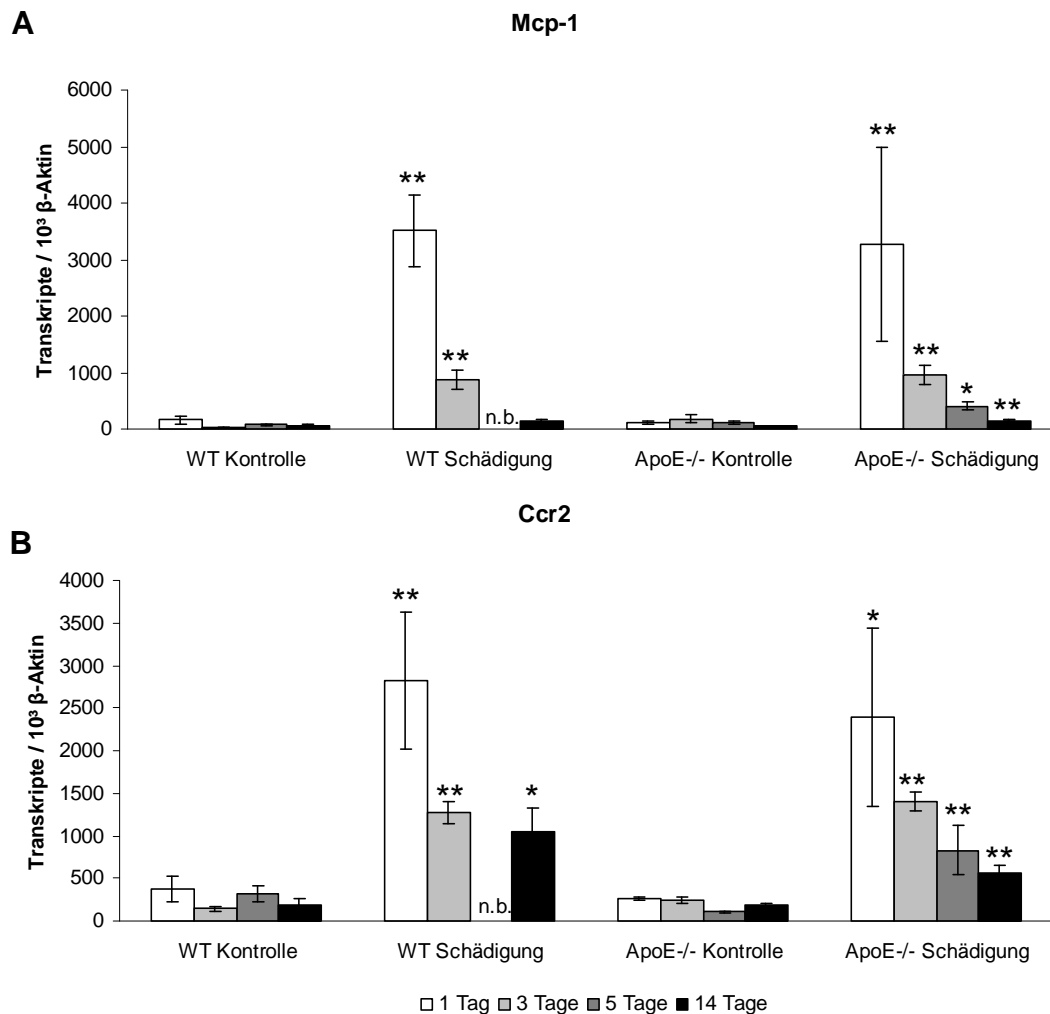 A
Mcp-1
Transkripte / 10³ β-Aktin
6000
5000
4000
3000
2000
1000
0
**
**
n.b.
**
**
*
**
WT Kontrolle WT Schädigung ApoE-/- Kontrolle ApoE-/- Schädigung
Ccr2
B
Transkripte / 10³ β-Aktin
4000
3500
3000
2500
2000
1500
1000
500
0
**
**
n.b.
*
*
**
**
**
WT Kontrolle WT Schädigung ApoE-/- Kontrolle ApoE-/- Schädigung
1 Tag 3 Tage 5 Tage 14 Tage